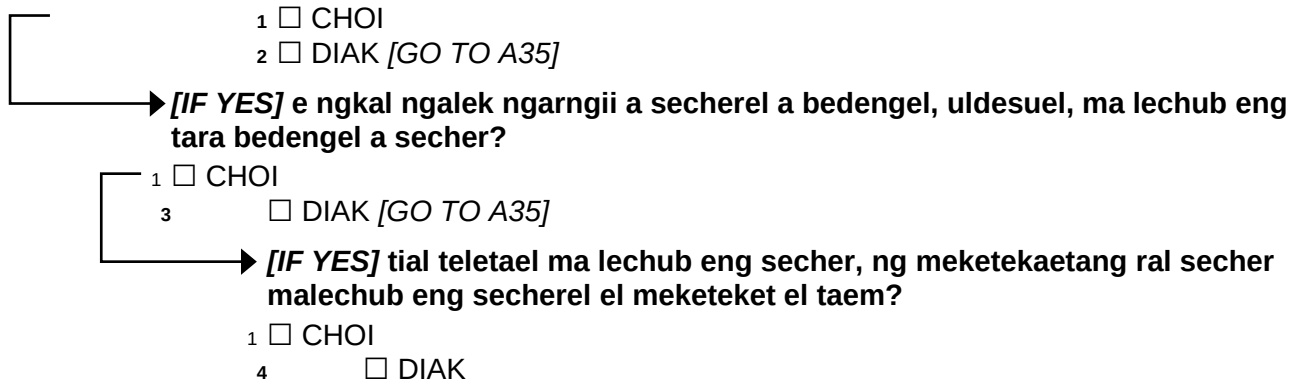 1 ☐ CHOI
2 ☐ DIAK [GO TO A35]
[IF YES] e ngkal ngalek ngarngii a secherel a bedengel, uldesuel, ma lechub eng
tara bedengel a secher?
1 ☐ CHOI
3 ☐ DIAK [GO TO A35]
[IF YES] tial teletael ma lechub eng secher, ng meketekaetang ral secher
malechub eng secherel el meketeket el taem?
1 ☐ CHOI
4 ☐ DIAK